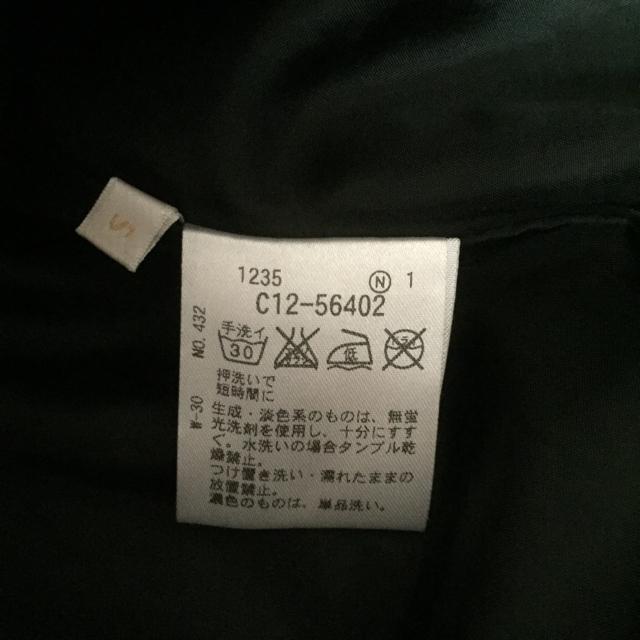 S
1235 Ⓝ 1
C12-56402
NO. 432
手洗イ
30
低
押洗いで
短時間に
W-30
生成・淡色系のものは、無蛍
光洗剤を使用し、十分にすす
ぐ。水洗いの場合タンブル乾
燥禁止。
つけ置き洗い・濡れたままの
放置禁止。
濃色のものは、単品洗い。